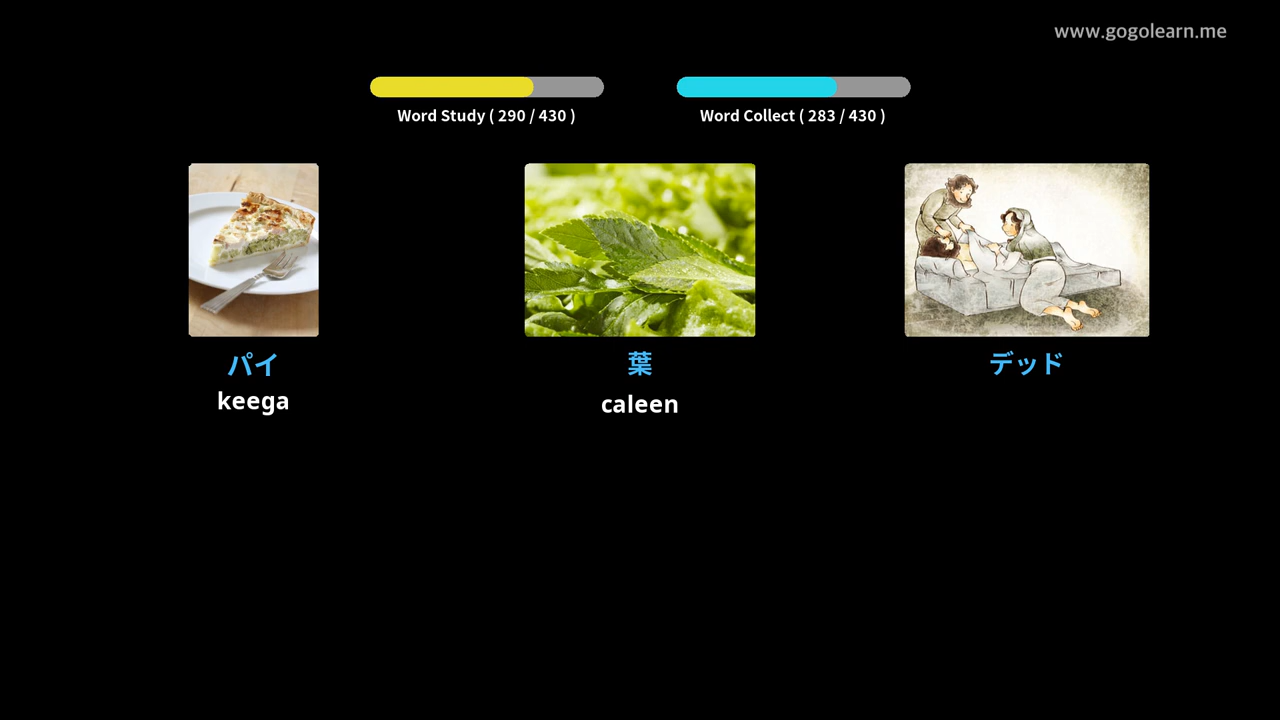 www.gogolearn.me
Word Study ( 290 / 430 )
Word Collect ( 283 / 430 )
パイ
keega
葉
caleen
デッド